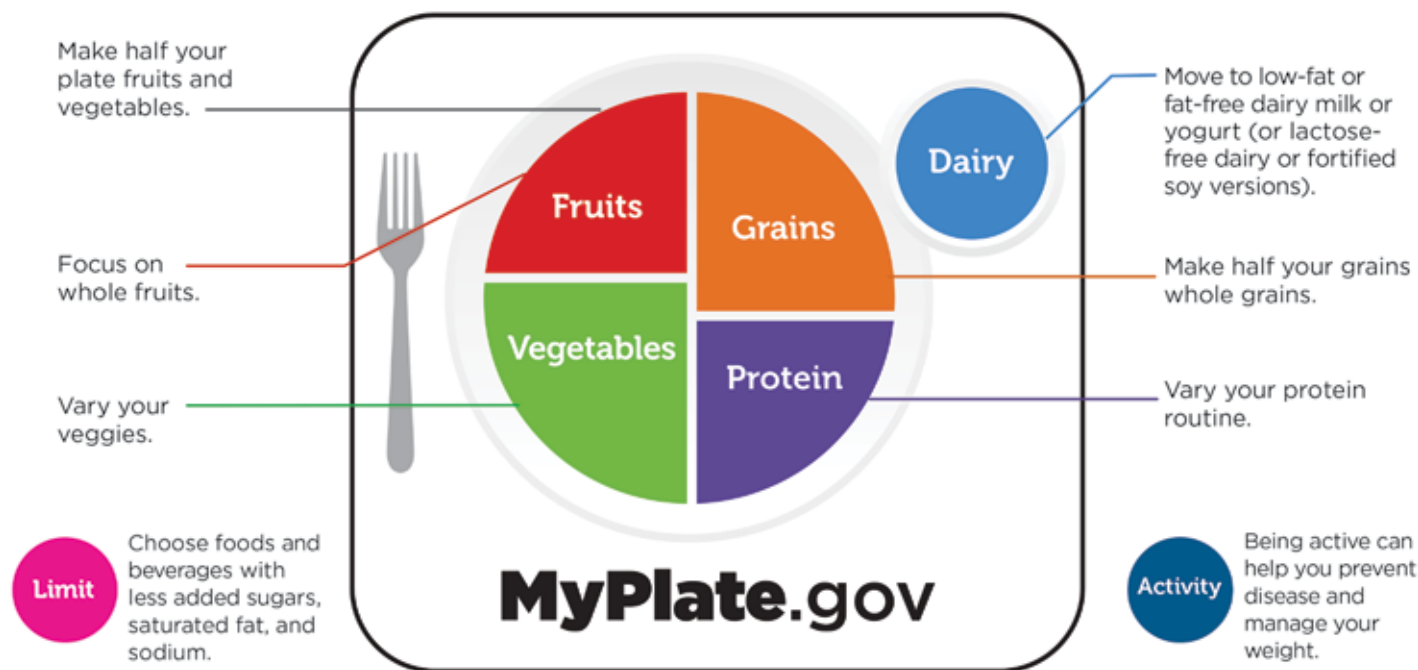 Make half your
plate fruits and
vegetables.
Focus on
whole fruits.
Vary your
veggies.
Fruits
Vegetables
Grains
Protein
Dairy
Move to low-fat or
fat-free dairy milk or
yogurt (or lactose-
free dairy or fortified
soy versions).
Make half your grains
whole grains.
Vary your protein
routine.
Limit
Choose foods and
beverages with
less added sugars,
saturated fat, and
sodium.
MyPlate.gov
Activity
Being active can
help you prevent
disease and
manage your
weight.